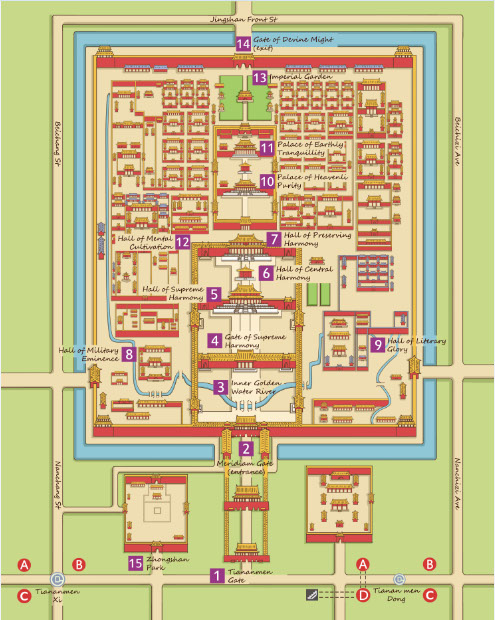 Jingshan Front St
14 Gate of Devine Might
(exit)
13 Imperial Garden
Beichang St
Beichizi Ave
11 Palace of Earthly
Tranquility
10 Palace of Heavenli
Purity
Hall of Mental
Cultivation 12
7 Hall of Preserving
Harmony
6 Hall of Central
Harmony
Hall of Supreme
Harmony 5
4 Gate of Supreme
Harmony
9 Hall of Literary
Glory
Hall of Military
Eminence 8
3 Inner Golden
Water River
2
Meridiam Gate
(entrance)
Nanchang St
Nanchizi Ave
15 Zhongshan
Park
1 Tiananmen
Gate
A B
C
Tiananmen
Xi
A B
D C
Tianan men
Dong